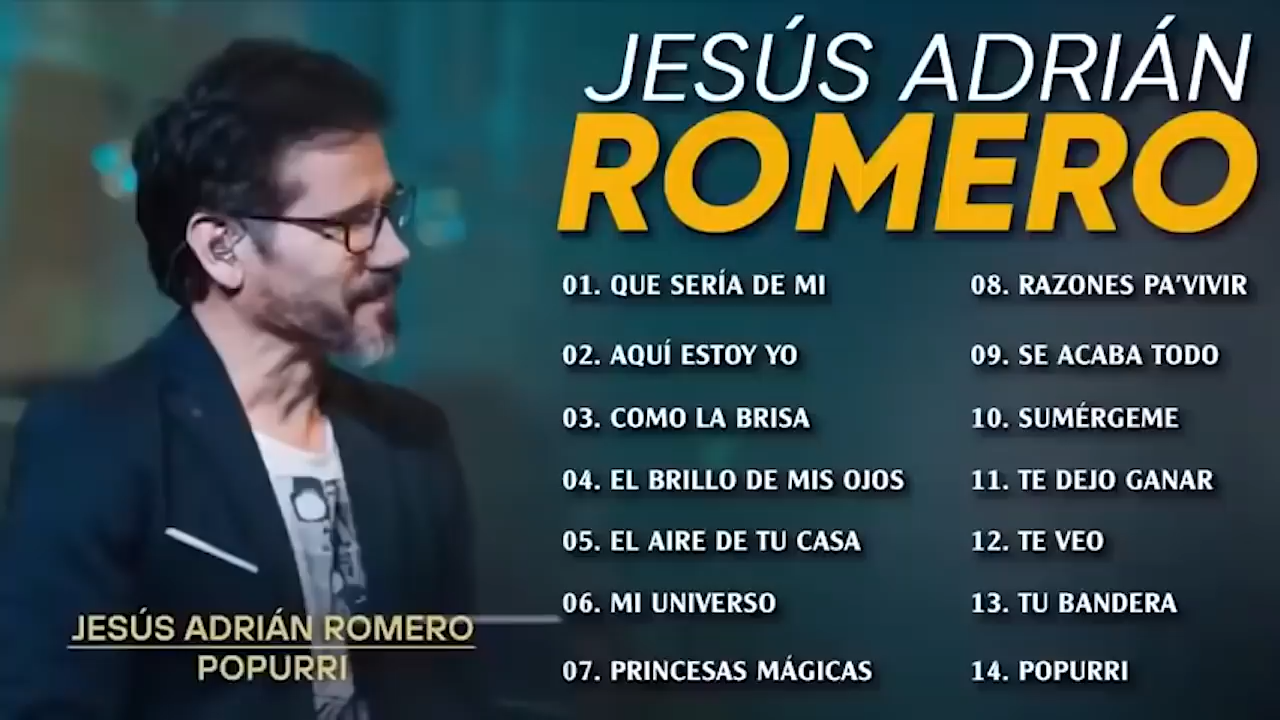 JESÚS ADRIÁN
ROMERO
01. QUE SERÍA DE MI
02. AQUÍ ESTOY YO
03. COMO LA BRISA
04. EL BRILLO DE MIS OJOS
05. EL AIRE DE TU CASA
06. MI UNIVERSO
07. PRINCESAS MÁGICAS
08. RAZONES PA'VIVIR
09. SE ACABA TODO
10. SUMÉRGEME
11. TE DEJO GANAR
12. TE VEO
13. TU BANDERA
14. POPURRI
JESÚS ADRIÁN ROMERO
POPURRI